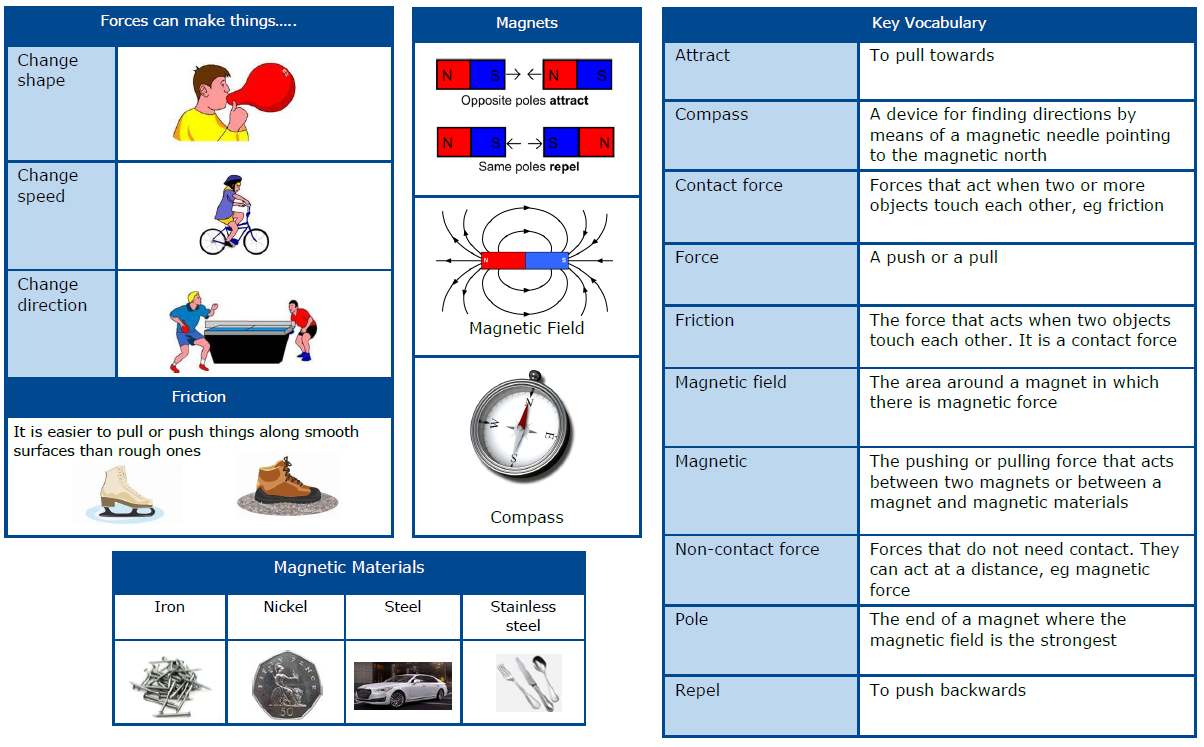 Forces can make things.....
Change
shape
Change
speed
Change
direction
Friction
It is easier to pull or push things along smooth
surfaces than rough ones
Magnets
N S N S
Opposite poles attract
N S S N
Same poles repel
N S
Magnetic Field
N
W
E
S
Compass
Magnetic Materials
Iron
Nickel
Steel
Stainless
steel
50
Key Vocabulary
Attract
To pull towards
Compass
A device for finding directions by
means of a magnetic needle pointing
to the magnetic north
Contact force
Forces that act when two or more
objects touch each other, eg friction
Force
A push or a pull
Friction
The force that acts when two objects
touch each other. It is a contact force
Magnetic field
The area around a magnet in which
there is magnetic force
Magnetic
The pushing or pulling force that acts
between two magnets or between a
magnet and magnetic materials
Non-contact force
Forces that do not need contact. They
can act at a distance, eg magnetic
force
Pole
The end of a magnet where the
magnetic field is the strongest
Repel
To push backwards